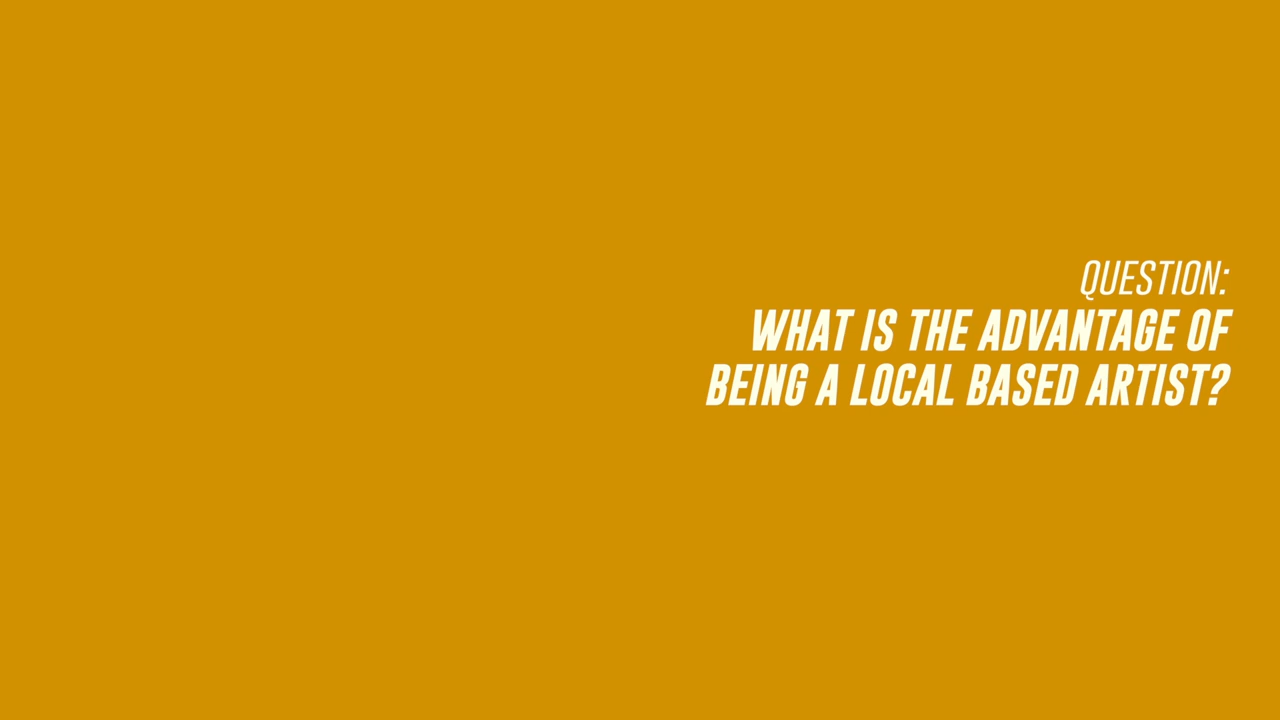 QUESTION:
WHAT IS THE ADVANTAGE OF
BEING A LOCAL BASED ARTIST?